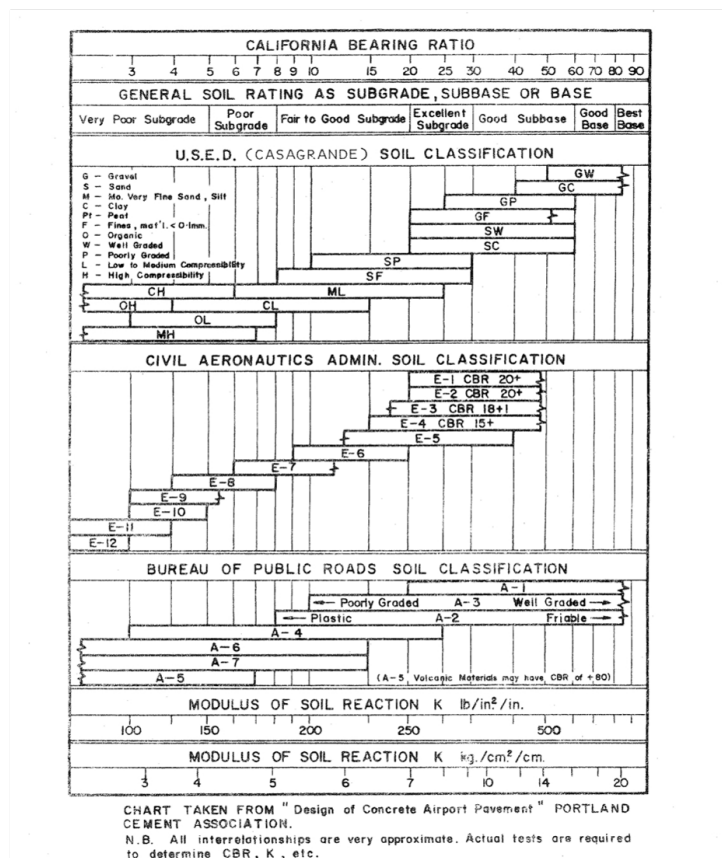 CALIFORNIA BEARING RATIO
3 4 5 6 7 8 9 10 15 20 25 30 40 50 60 70 80 90
GENERAL SOIL RATING AS SUBGRADE, SUBBASE OR BASE
Very Poor Subgrade Poor Subgrade Fair to Good Subgrade Excellent Subgrade Good Subbase Good Base Best Base
U.S.E.D. (CASAGRANDE) SOIL CLASSIFICATION
G - Gravel
S - Sand
M - Mo. Very Fine Sand, Silt
C - Clay
Pt - Peat
F - Fines, mat'l. < 0·1mm.
O - Organic
W - Well Graded
P - Poorly Graded
L - Low to Medium Compressibility
H - High Compressibility
GW
GC
GP
GF
SW
SC
SP
SF
CH ML
OH CL
OL
MH
CIVIL AERONAUTICS ADMIN. SOIL CLASSIFICATION
E-1 CBR 20+
E-2 CBR 20+
E-3 CBR 18+1
E-4 CBR 15+
E-5
E-6
E-7
E-8
E-9
E-10
E-11
E-12
BUREAU OF PUBLIC ROADS SOIL CLASSIFICATION
A-1
← Poorly Graded A-3 Well Graded →
← Plastic A-2 Friable →
A-4
A-6
A-7
A-5 (A-5, Volcanic Materials may have CBR of +80)
MODULUS OF SOIL REACTION K lb/in²/in.
100 150 200 250 500
MODULUS OF SOIL REACTION K kg./cm²/cm.
3 4 5 6 7 10 14 20
CHART TAKEN FROM "Design of Concrete Airport Pavement" PORTLAND
CEMENT ASSOCIATION.
N.B. All interrelationships are very approximate. Actual tests are required
to determine CBR, K, etc.